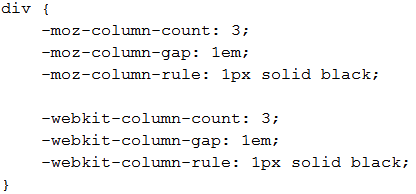 div {
    -moz-column-count: 3;
    -moz-column-gap: 1em;
    -moz-column-rule: 1px solid black;

    -webkit-column-count: 3;
    -webkit-column-gap: 1em;
    -webkit-column-rule: 1px solid black;
}